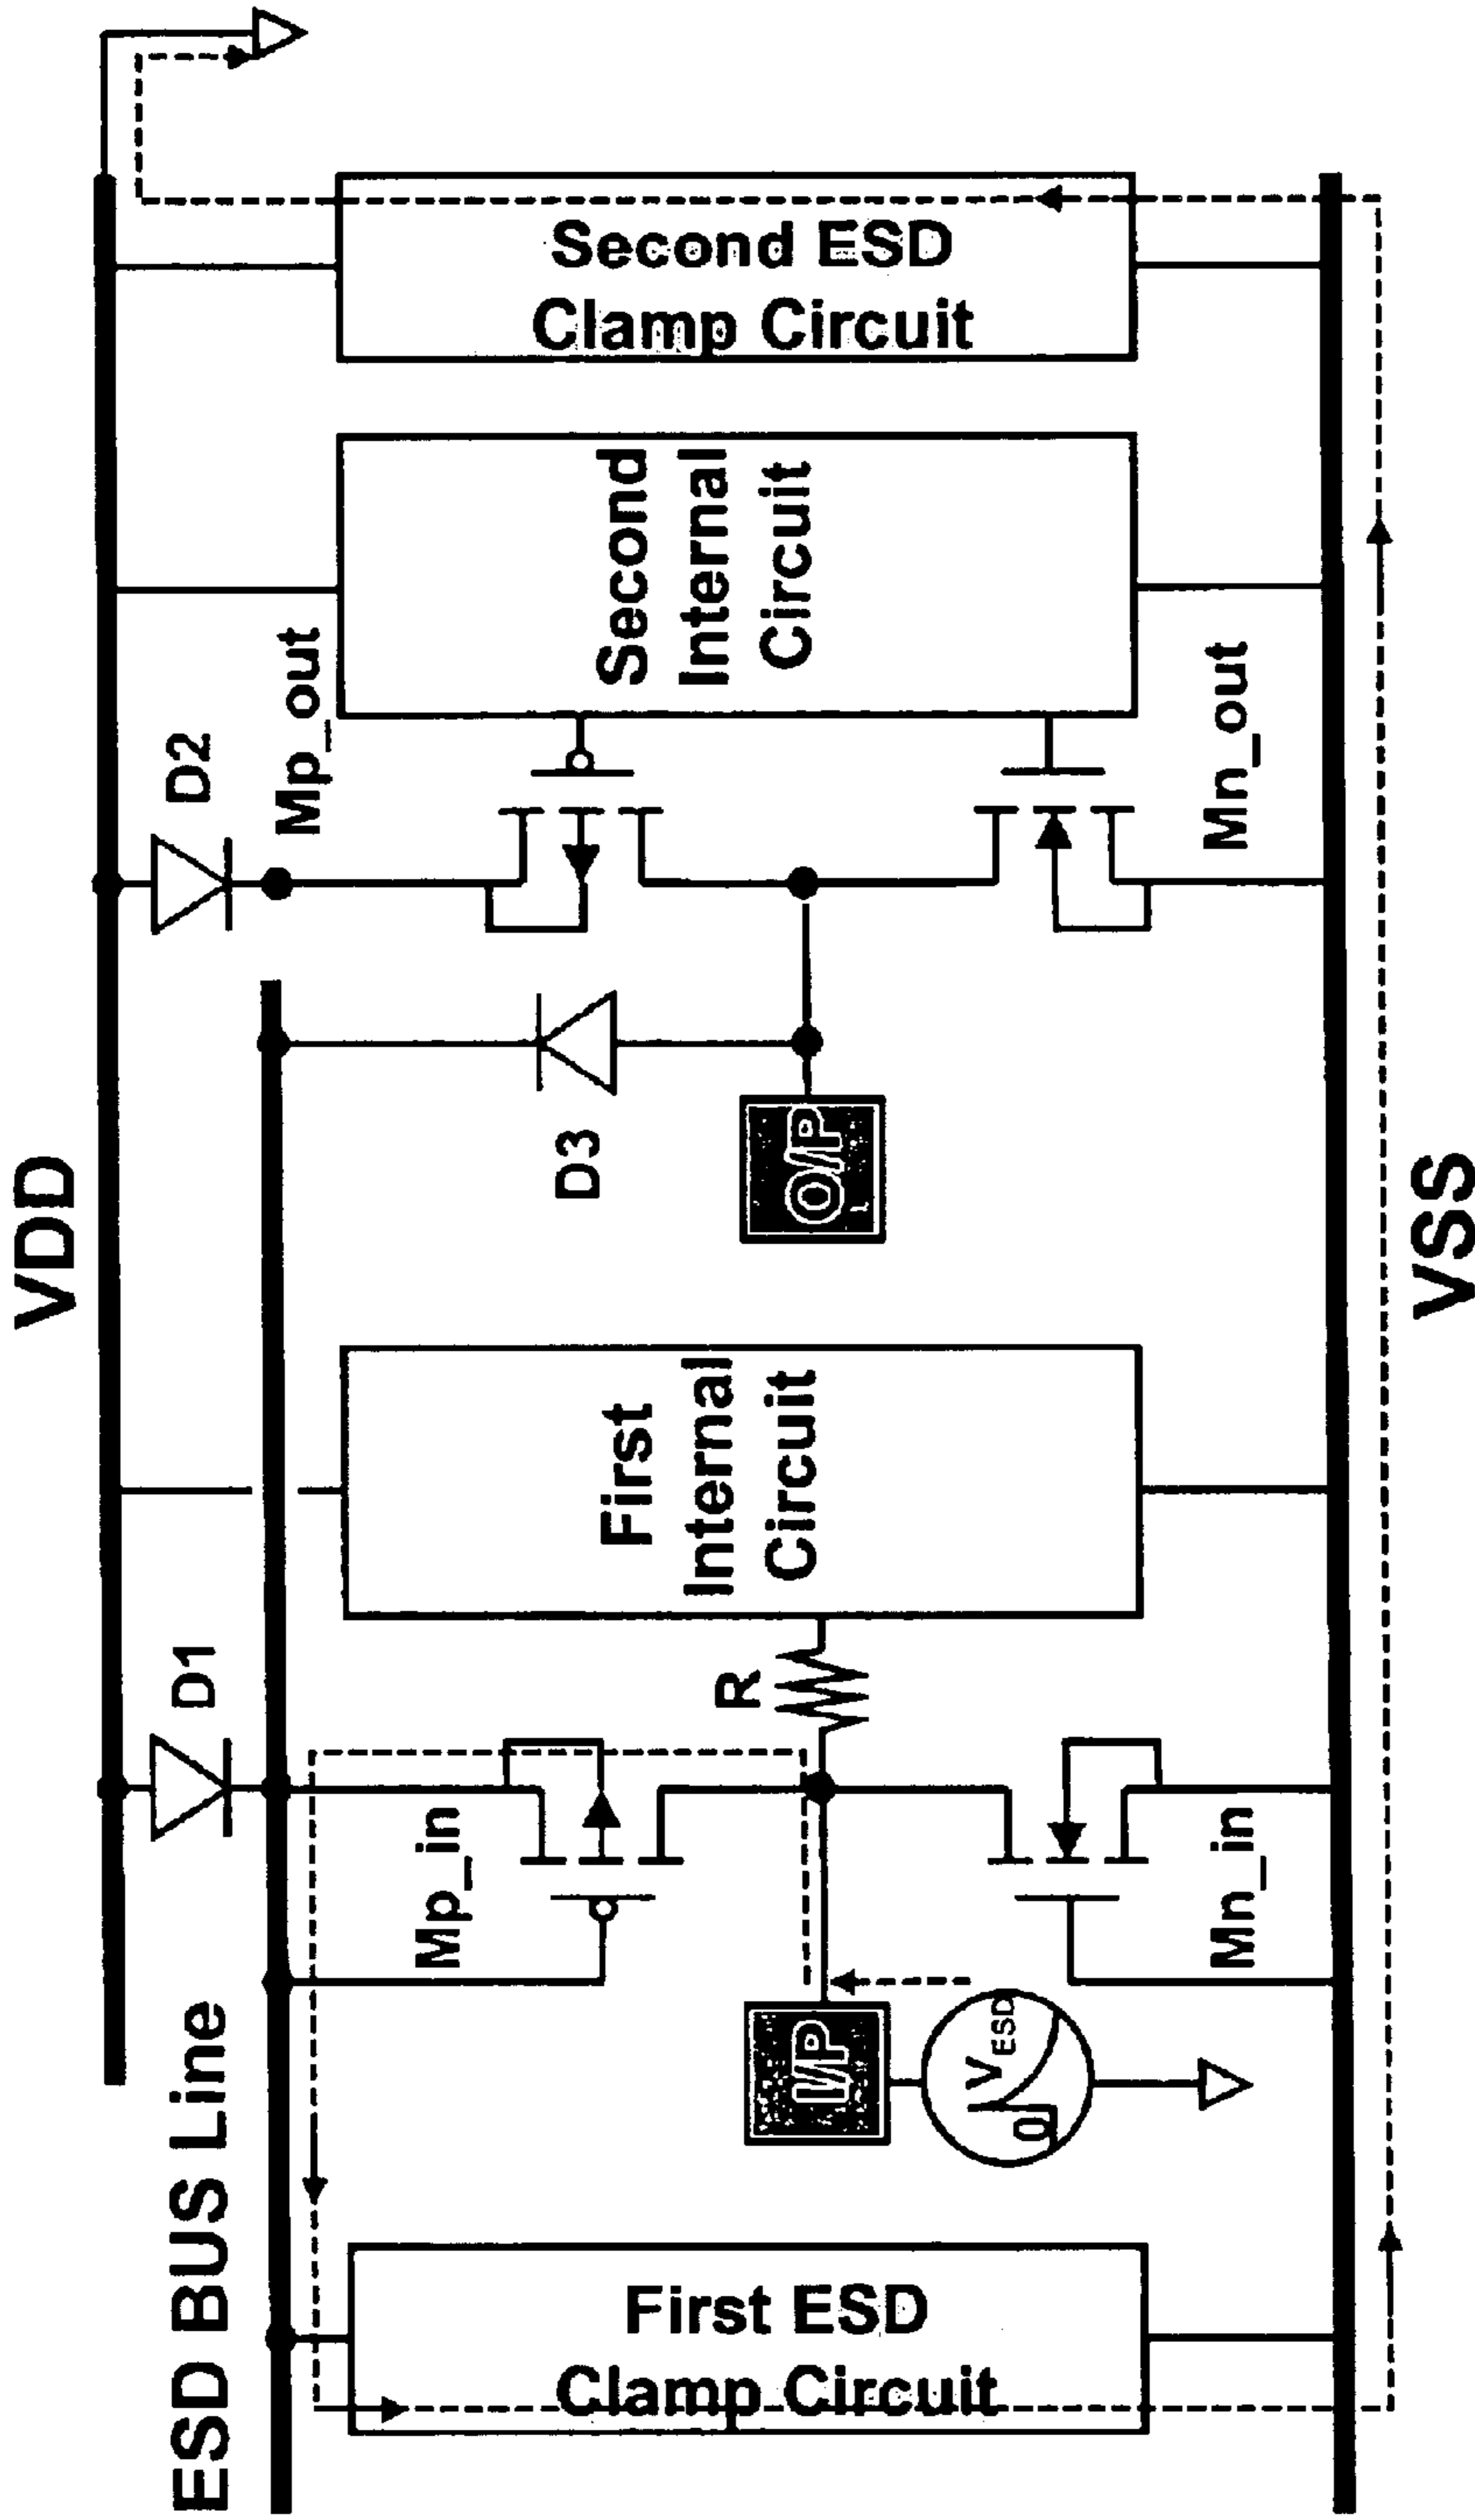 VDD
ESD BUS Line
D1
D2
Mp_in
Mp_out
First ESD
Clamp Circuit
I/P
VESD
R
First
Internal
Circuit
D3
O/P
Second
Internal
Circuit
Second ESD
Clamp Circuit
Mn_in
Mn_out
VSS